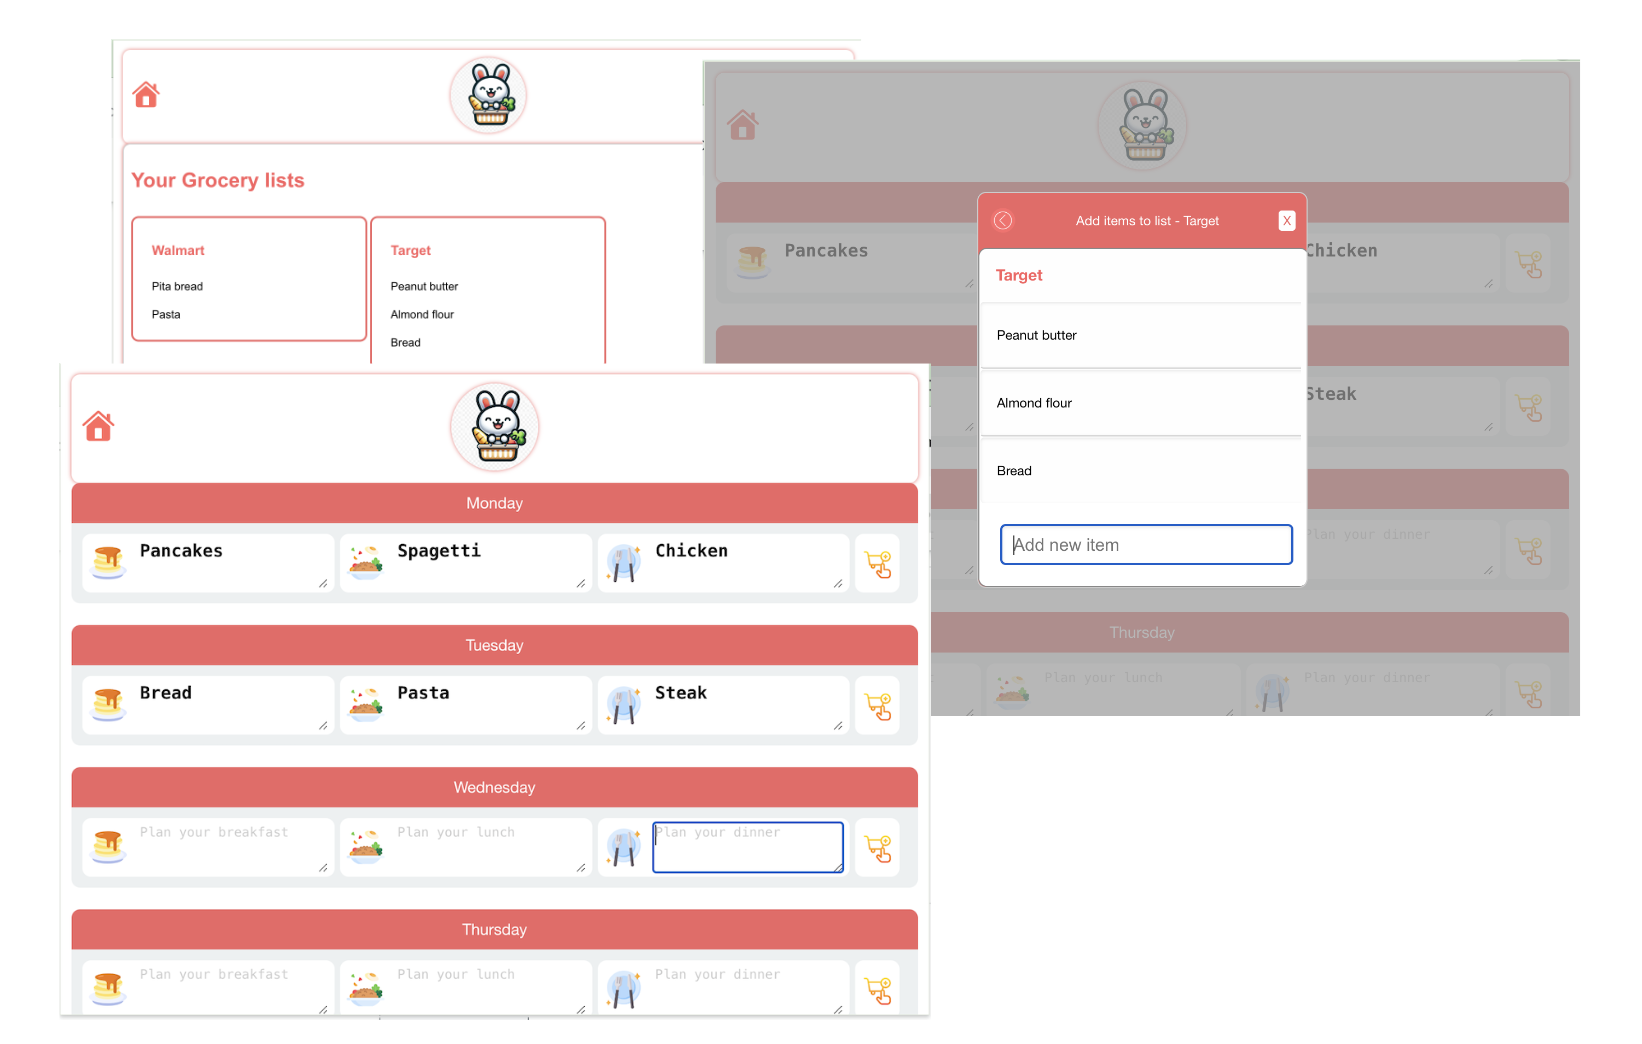 Your Grocery lists
Walmart
Pita bread
Pasta
Target
Peanut butter
Almond flour
Bread
Add items to list - Target
X
Target
Peanut butter
Almond flour
Bread
Add new item
Pancakes
Chicken
Steak
Plan your dinner
Thursday
Plan your lunch
Plan your dinner
Monday
Pancakes
Spagetti
Chicken
Tuesday
Bread
Pasta
Steak
Wednesday
Plan your breakfast
Plan your lunch
Plan your dinner
Thursday
Plan your breakfast
Plan your lunch
Plan your dinner